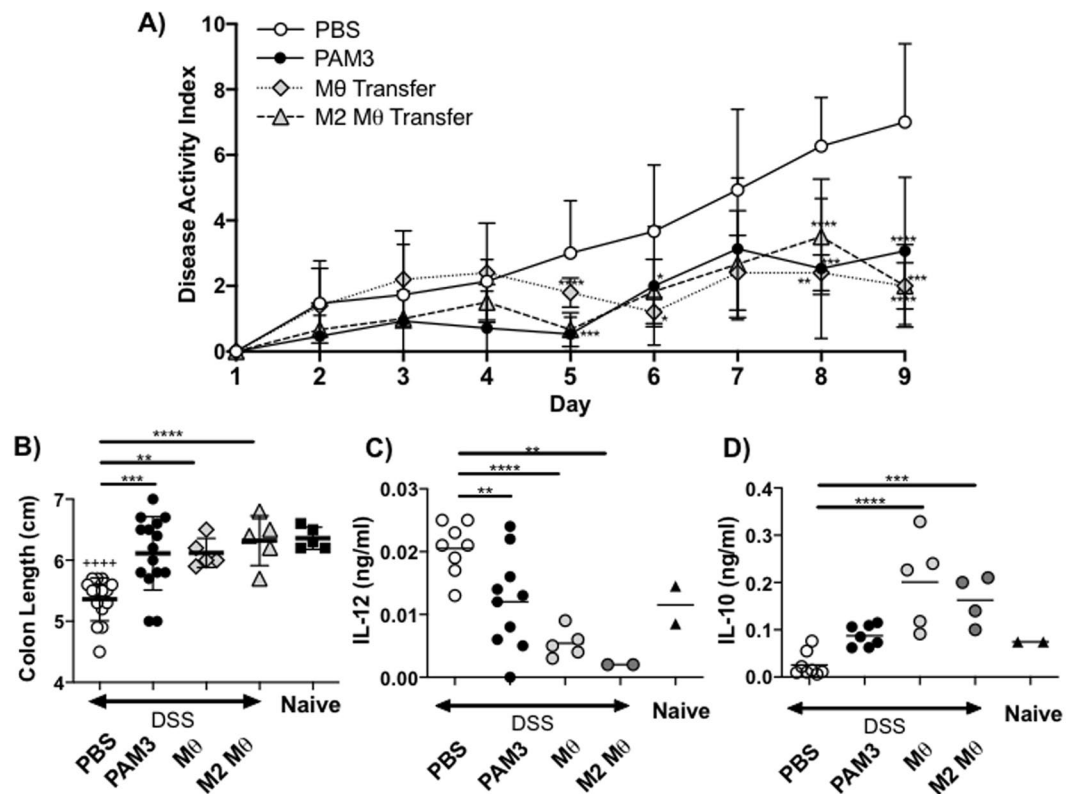 A)
Disease Activity Index
10
8
6
4
2
0
PBS
PAM3
Mθ Transfer
M2 Mθ Transfer
****
***
*
*
****
***
**
****
***
****
1 2 3 4 5 6 7 8 9
Day
B)
****
**
***
Colon Length (cm)
7
6
5
4
++++
DSS
Naive
PBS
PAM3
Mθ
M2 Mθ
C)
**
****
**
IL-12 (ng/ml)
0.03
0.02
0.01
0.00
DSS
Naive
PBS
PAM3
Mθ
M2 Mθ
D)
***
****
IL-10 (ng/ml)
0.4
0.3
0.2
0.1
0.0
DSS
Naive
PBS
PAM3
Mθ
M2 Mθ